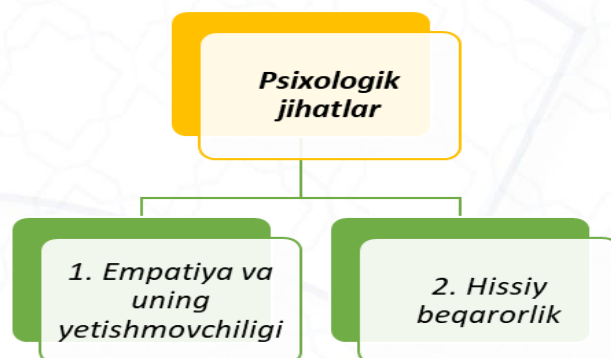 Psixologik
jihatlar
1. Empatiya va
uning
yetishmovchiligi
2. Hissiy
beqarorlik